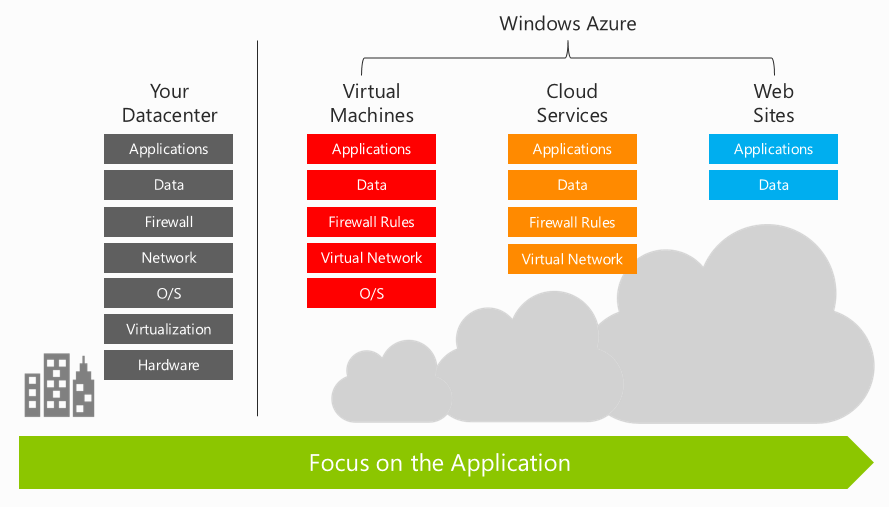 Windows Azure
Your
Datacenter
Applications
Data
Firewall
Network
O/S
Virtualization
Hardware
Virtual
Machines
Applications
Data
Firewall Rules
Virtual Network
O/S
Cloud
Services
Applications
Data
Firewall Rules
Virtual Network
Web
Sites
Applications
Data
Focus on the Application